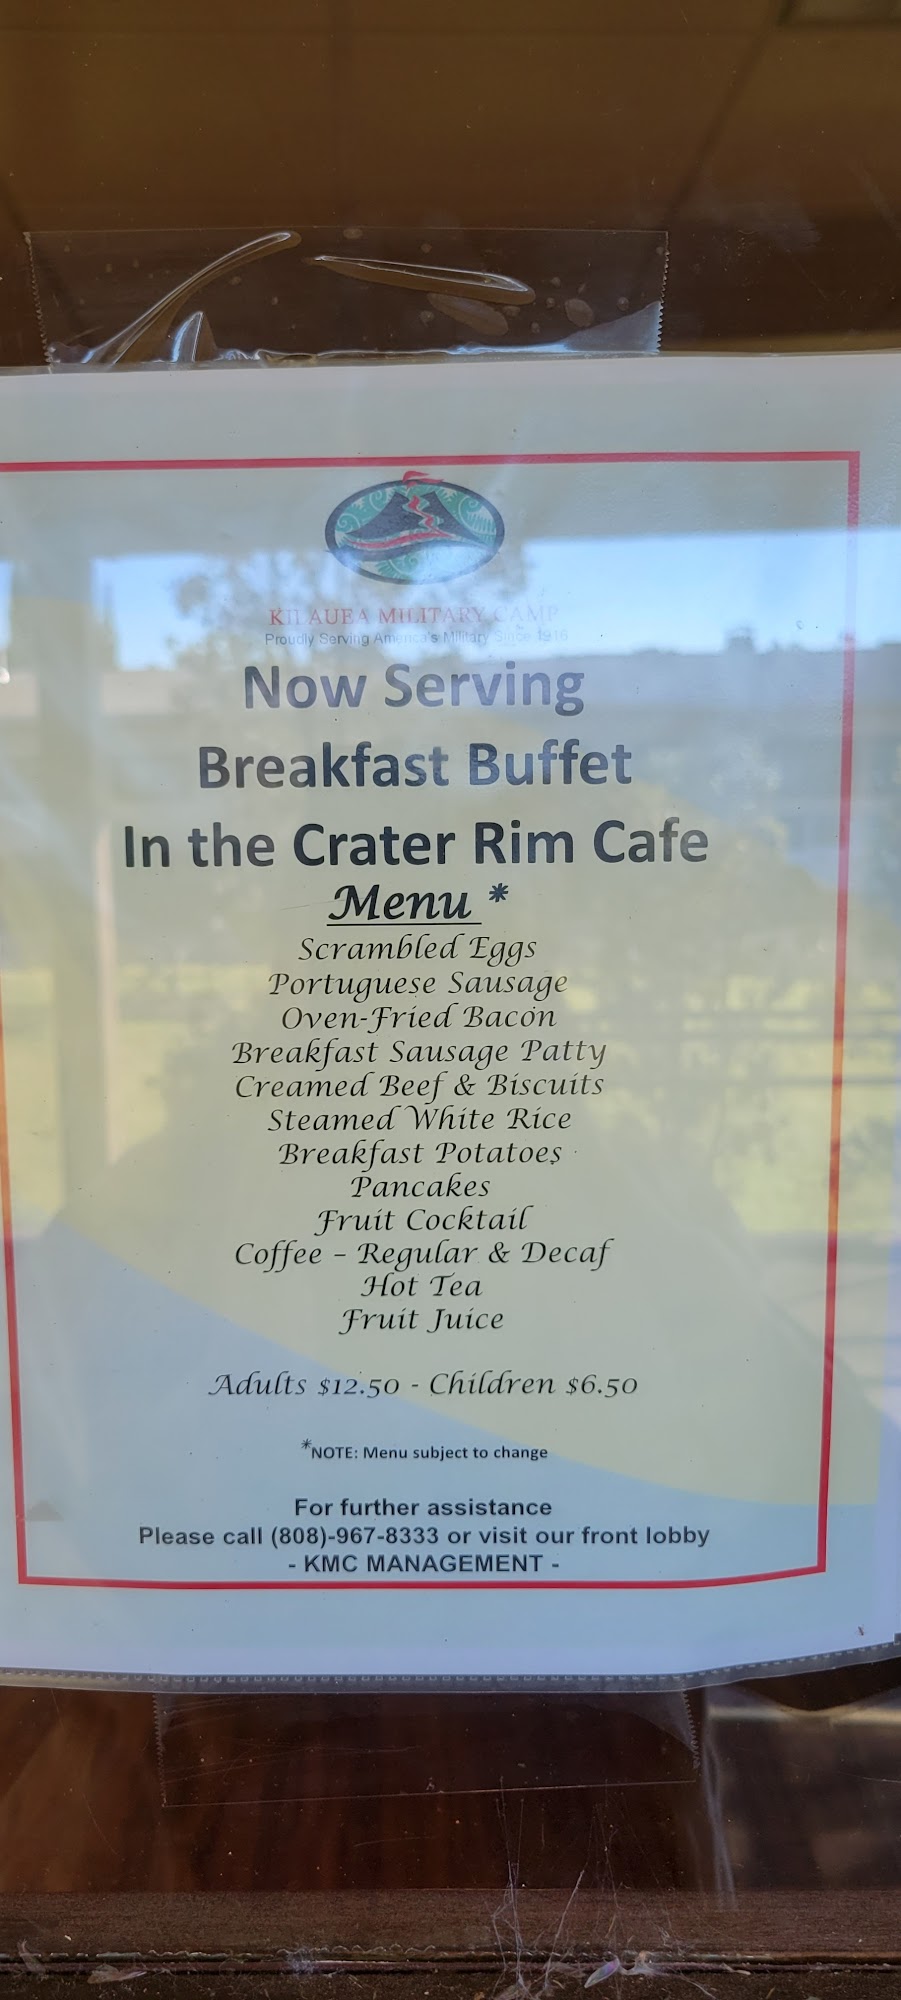 KILAUEA MILITARY CAMP
Proudly Serving America's Military Since 1916
Now Serving
Breakfast Buffet
In the Crater Rim Cafe
Menu *
Scrambled Eggs
Portuguese Sausage
Oven-Fried Bacon
Breakfast Sausage Patty
Creamed Beef & Biscuits
Steamed White Rice
Breakfast Potatoes
Pancakes
Fruit Cocktail
Coffee – Regular & Decaf
Hot Tea
Fruit Juice
Adults $12.50 - Children $6.50
*NOTE: Menu subject to change
For further assistance
Please call (808)-967-8333 or visit our front lobby
- KMC MANAGEMENT -